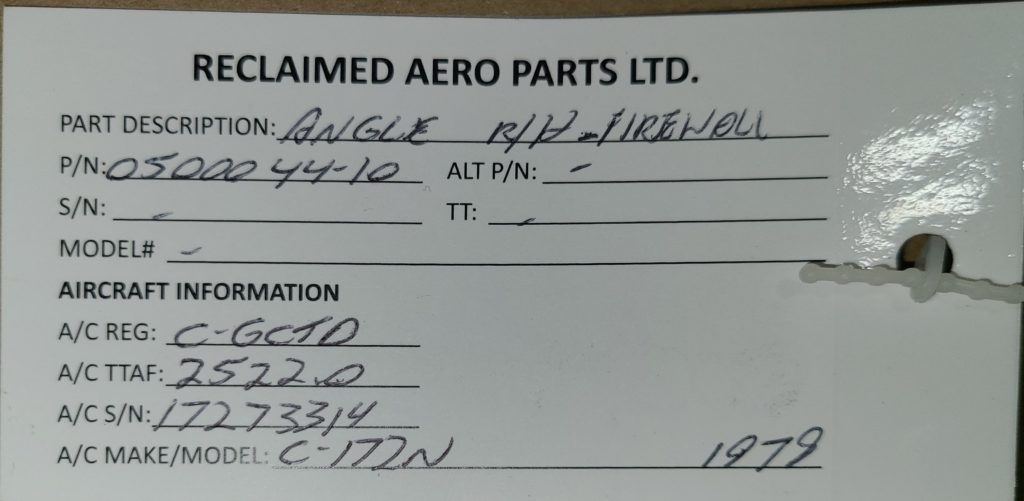 RECLAIMED AERO PARTS LTD.
PART DESCRIPTION: ANGLE R/H FIREWALL
P/N: 0500044-10 ALT P/N: -
S/N: - TT: -
MODEL# -
AIRCRAFT INFORMATION
A/C REG: C-GCTD
A/C TTAF: 2522.0
A/C S/N: 17273314
A/C MAKE/MODEL: C-172N 1979